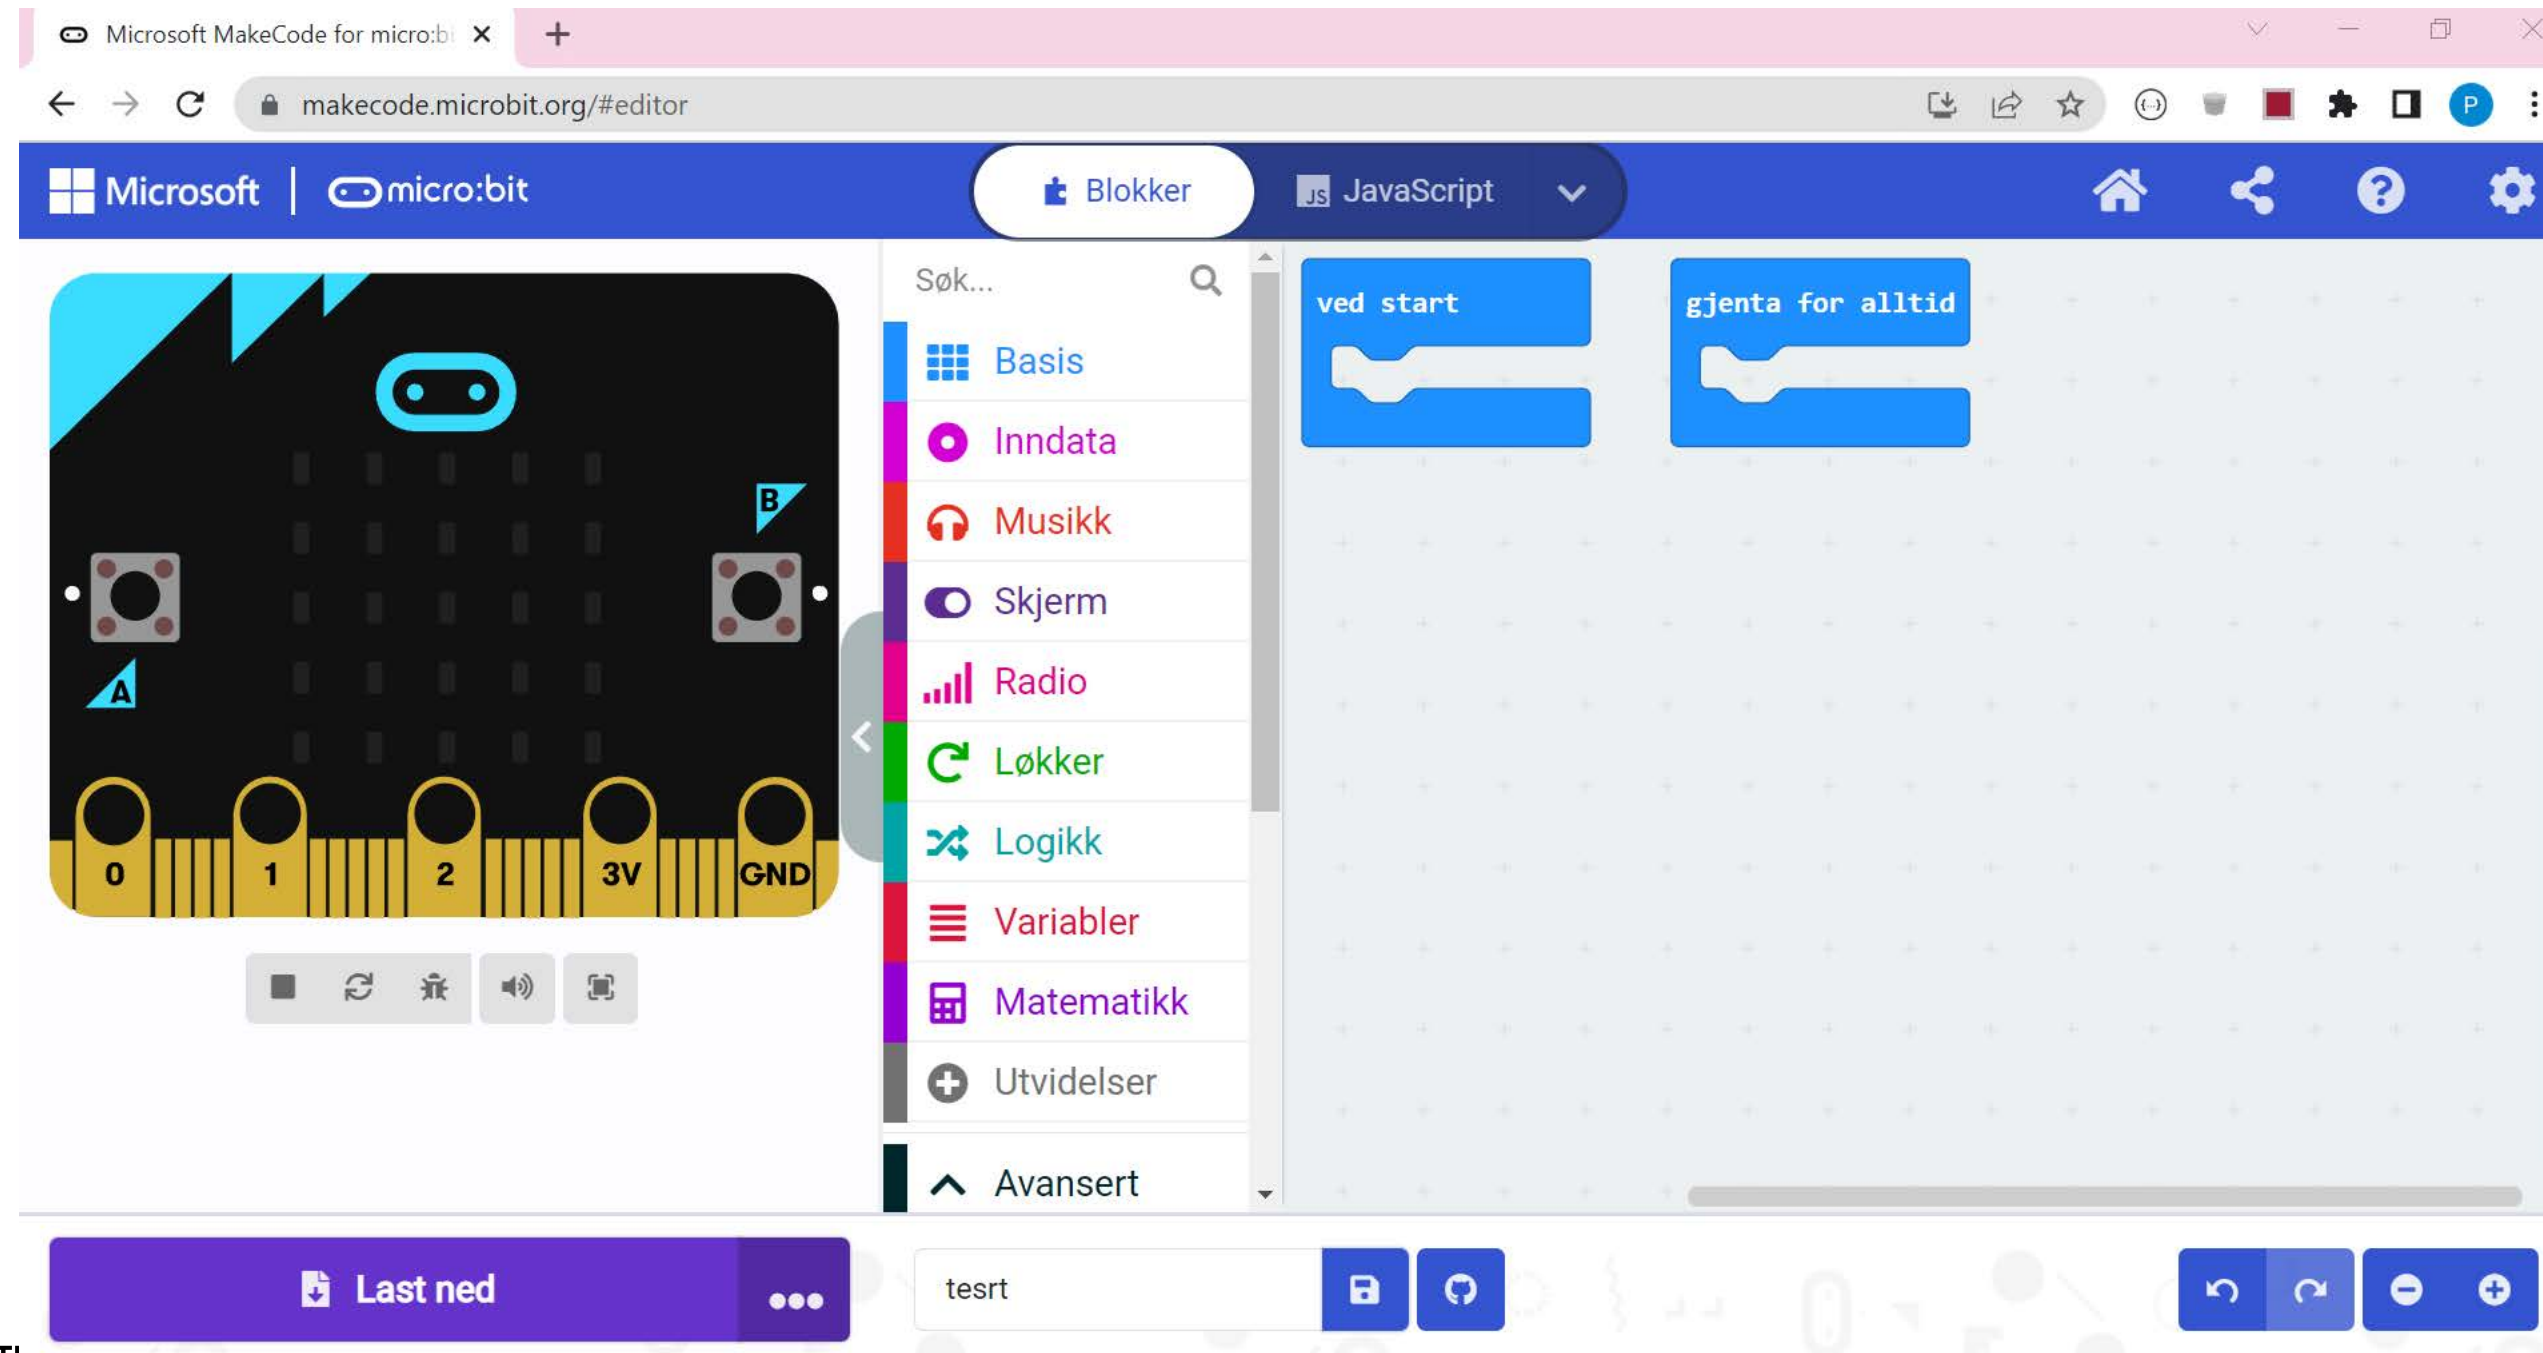 Microsoft MakeCode for micro:b
makecode.microbit.org/#editor
P
Microsoft
micro:bit
Blokker
JS JavaScript
Søk...
Basis
Inndata
Musikk
Skjerm
Radio
Løkker
Logikk
Variabler
Matematikk
Utvidelser
Avansert
ved start
gjenta for alltid
B
A
0 1 2 3V GND
Last ned
tesrt